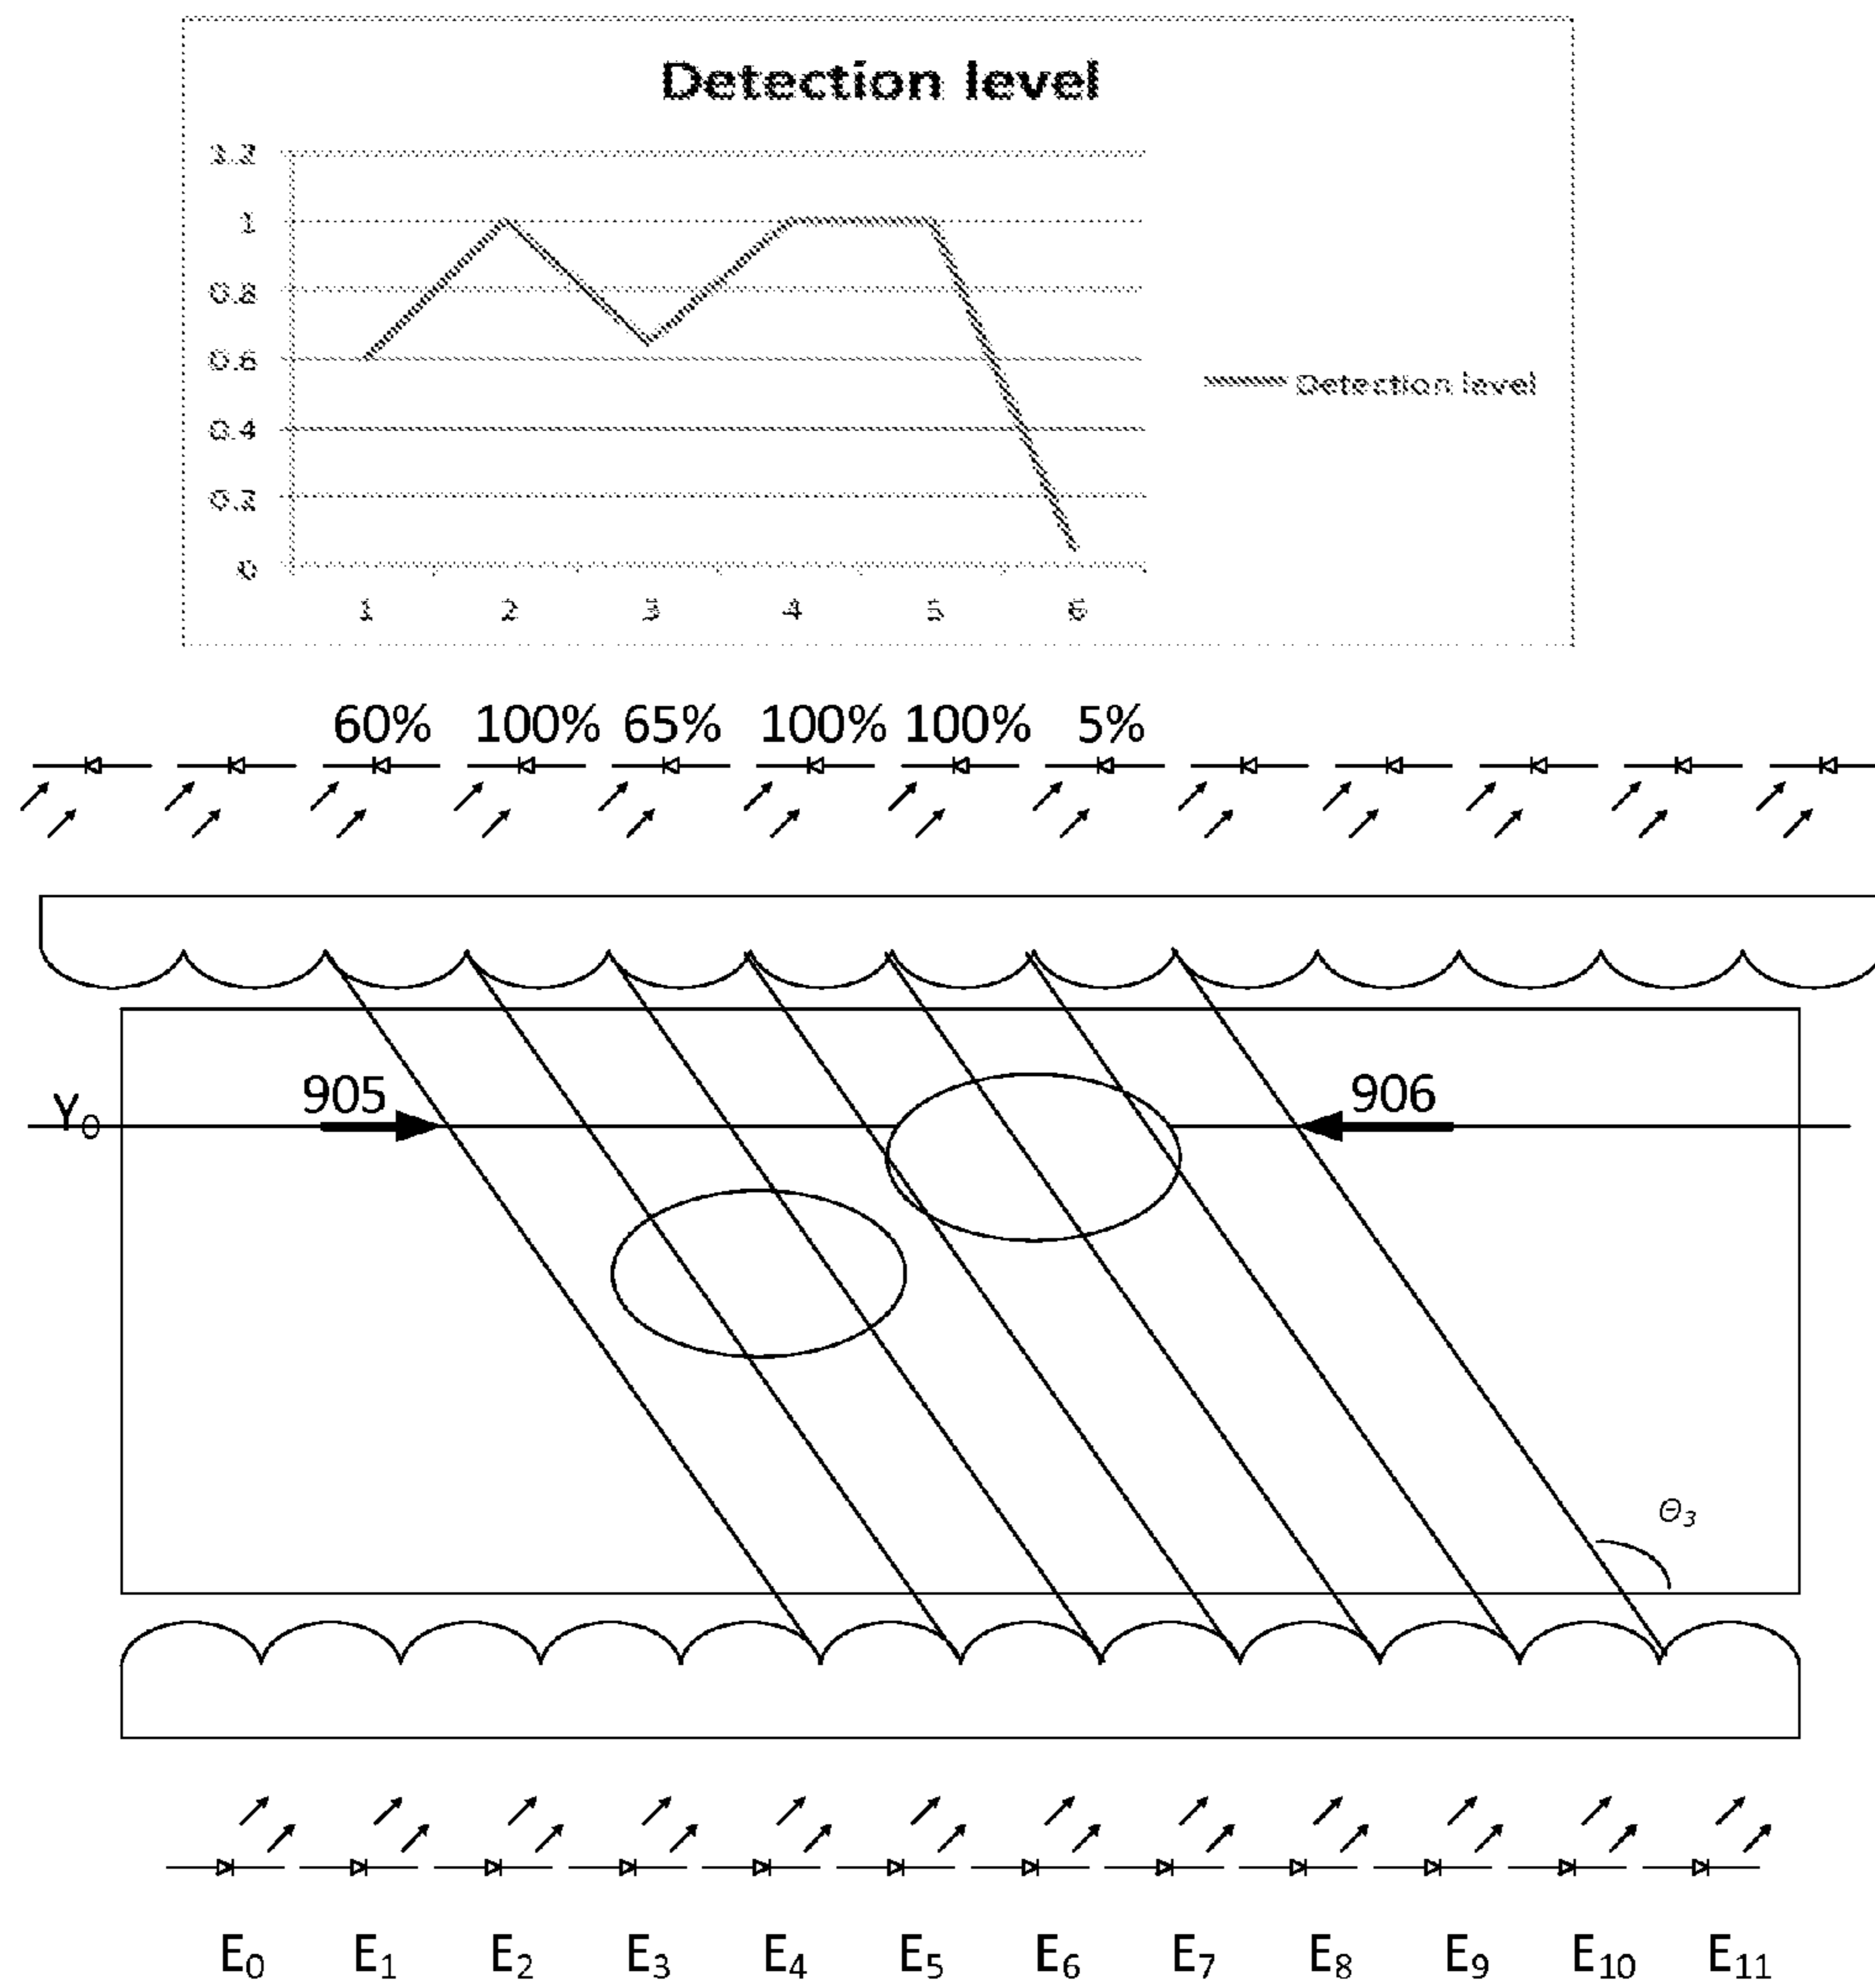 Detection level
1.2
1
0.8
0.6
0.4
0.2
0
1 2 3 4 5 6
Detection level
60% 100% 65% 100% 100% 5%
905
906
Y₀
Θ₃
E₀ E₁ E₂ E₃ E₄ E₅ E₆ E₇ E₈ E₉ E₁₀ E₁₁